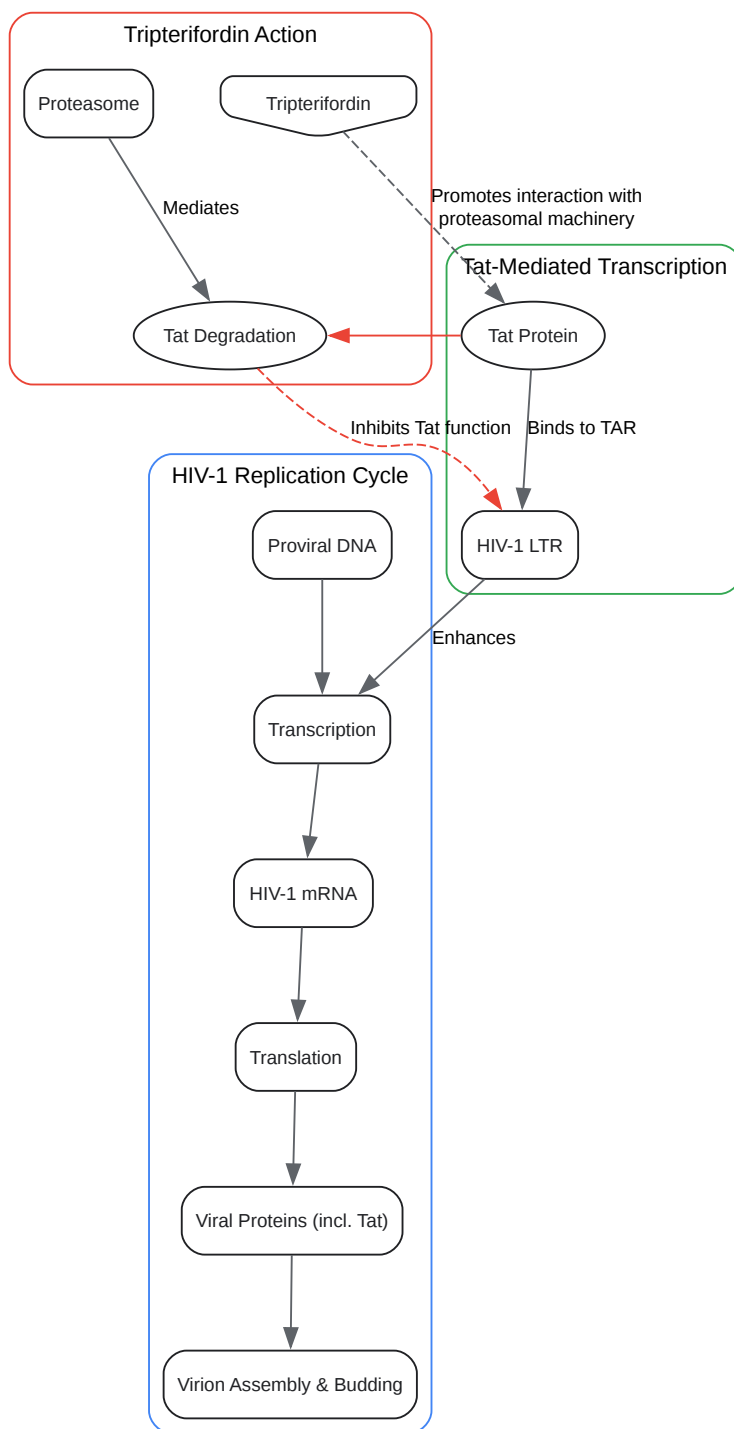 Tripterifordin Action
Proteasome
Tripterifordin
Mediates
Promotes interaction with
proteasomal machinery
Tat-Mediated Transcription
Tat Degradation
Tat Protein
Inhibits Tat function
Binds to TAR
HIV-1 Replication Cycle
Proviral DNA
HIV-1 LTR
Enhances
Transcription
HIV-1 mRNA
Translation
Viral Proteins (incl. Tat)
Virion Assembly & Budding